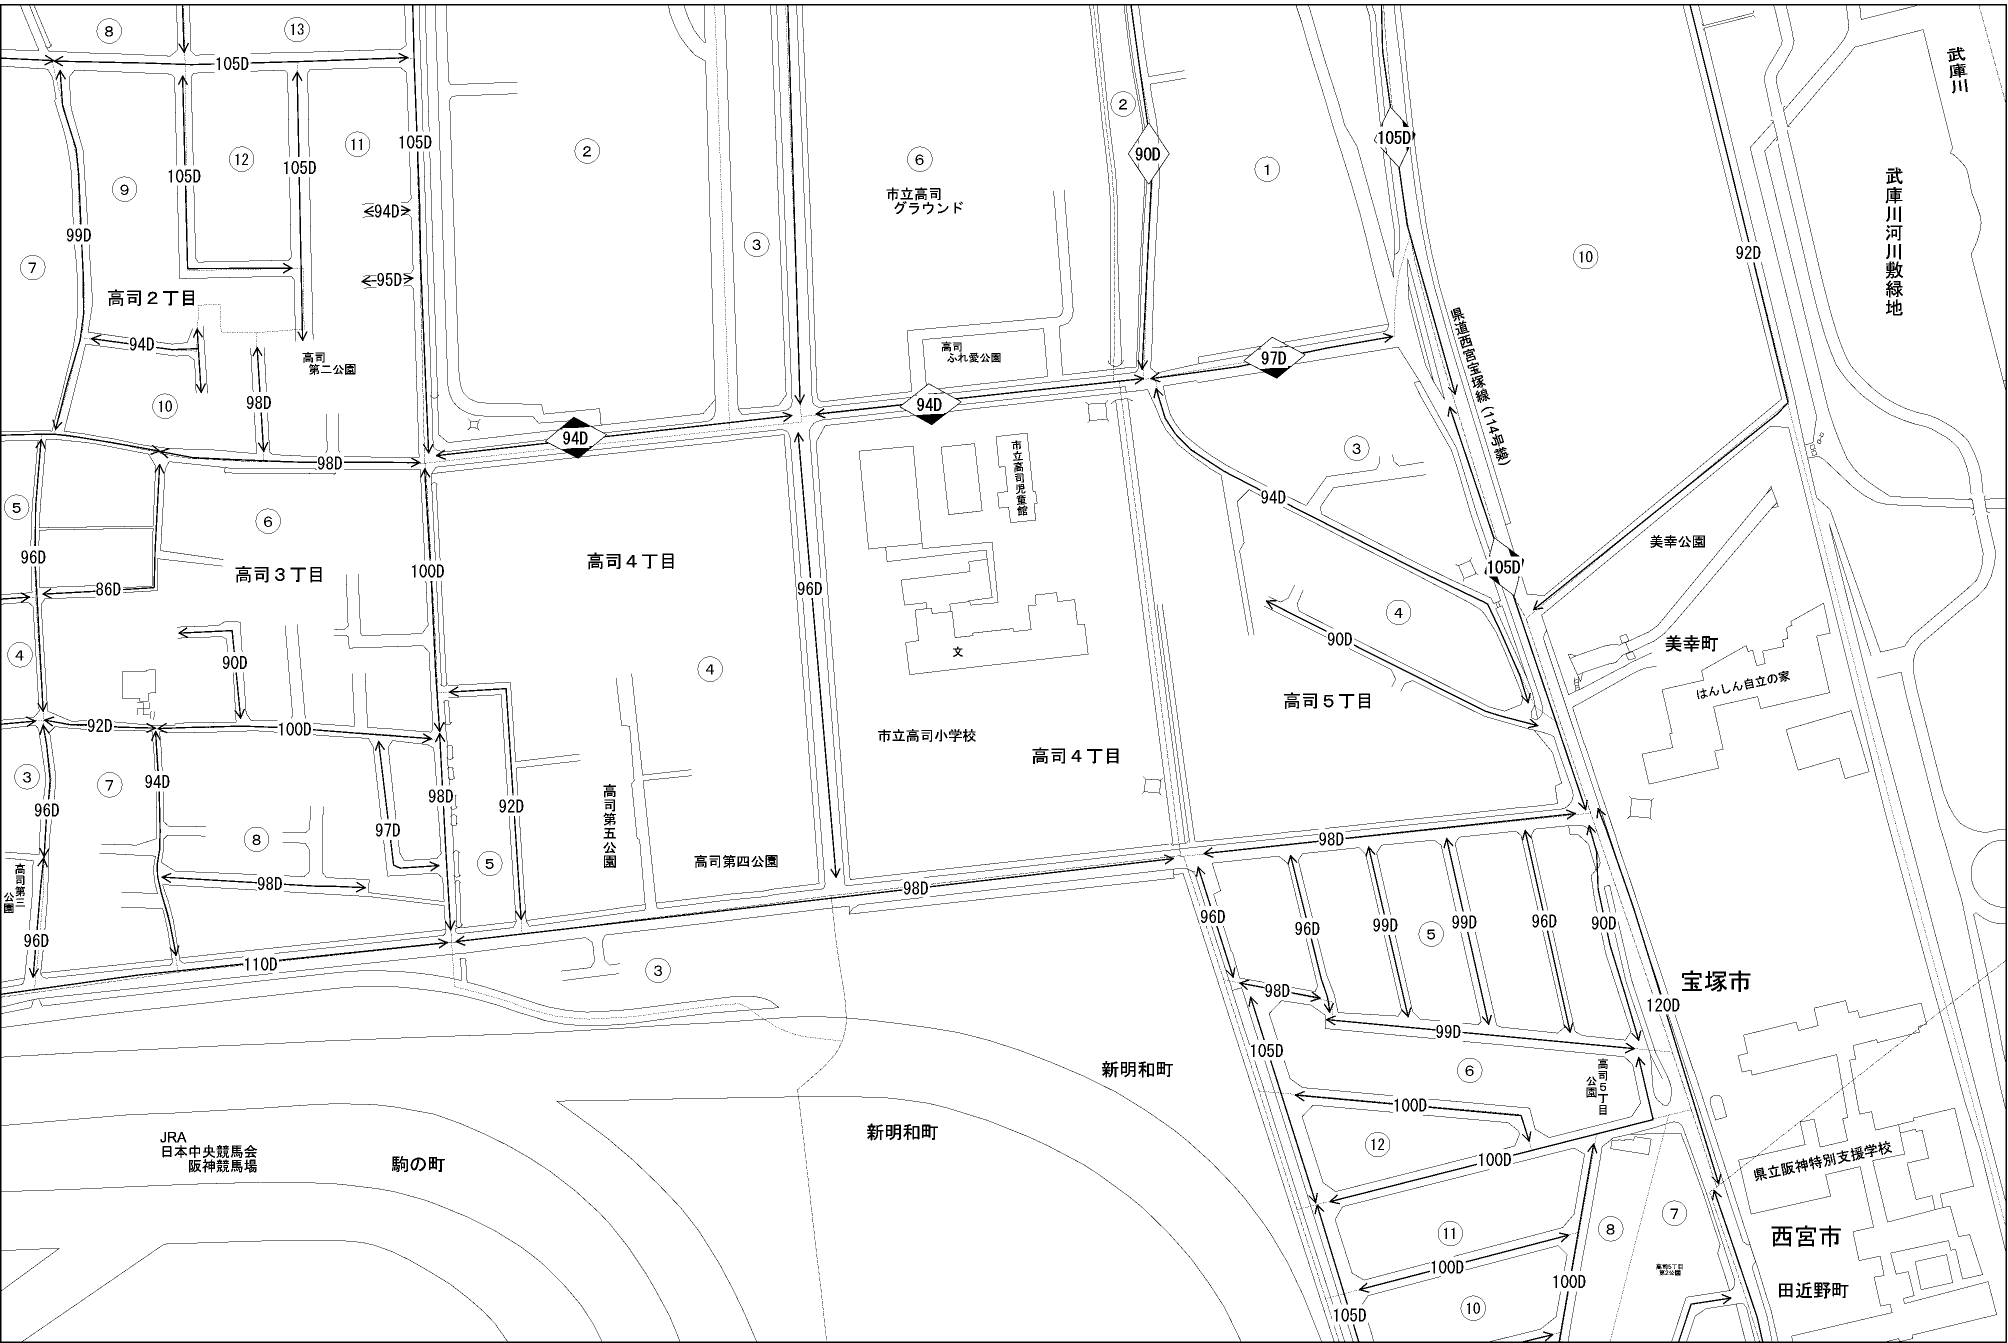 ⑧
⑬
105D
武庫川
②
105D
105D
⑪
⑫
②
⑥
90D
①
105D
105D
⑨
市立高司
グラウンド
武庫川河川敷緑地
94D
99D
③
92D
⑩
⑦
95D
高司２丁目
県道西宮宝塚線（114号線）
94D
高司
第二公園
高司
ふれ愛公園
97D
98D
⑩
94D
94D
98D
③
市立高司児童館
94D
⑤
⑥
美幸公園
96D
高司３丁目
100D
高司４丁目
105D
86D
96D
④
90D
④
文
美幸町
④
90D
はんしん自立の家
高司５丁目
92D
100D
市立高司小学校
高司４丁目
③
⑦
94D
96D
98D
92D
高司第五公園
97D
⑧
98D
⑤
高司第四公園
高司第三
公園
98D
98D
96D
96D
99D
99D
96D
90D
⑤
96D
110D
③
宝塚市
98D
120D
99D
105D
新明和町
⑥
高司５丁目
公園
100D
新明和町
JRA
日本中央競馬会
阪神競馬場
駒の町
⑫
100D
県立阪神特別支援学校
⑦
⑪
⑧
西宮市
100D
100D
高司5丁目
第2公園
田近野町
⑩
105D